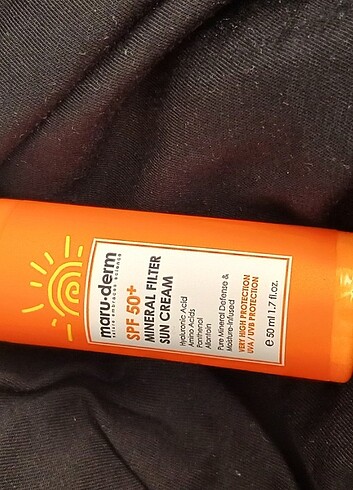 maru·derm
SPF 50+
MINERAL FILTER
SUN CREAM
Hyaluronic Acid
Amino Acids
Panthenol
Allantoin
Pure Mineral Defense &
Moisture-Infused
VERY HIGH PROTECTION
UVA / UVB PROTECTION
e 50 ml 1.7 fl.oz.